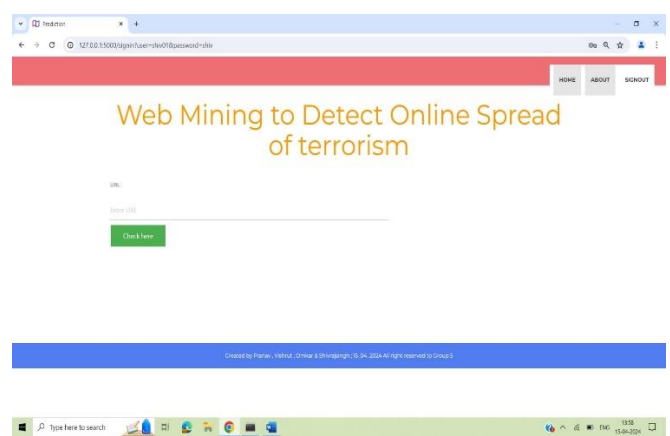 Prediction
127.0.0.1:5000/signin?user=shiv01&password=shiv
HOME ABOUT SIGNOUT
Web Mining to Detect Online Spread
of terrorism
URL:
Enter URL
Check here
Created by Pranav , Vishrut , Omkar & Shivrajsingh ; 15. 04. 2024 All right reserved to Group 5
Type here to search
ENG
13:58
15-04-2024